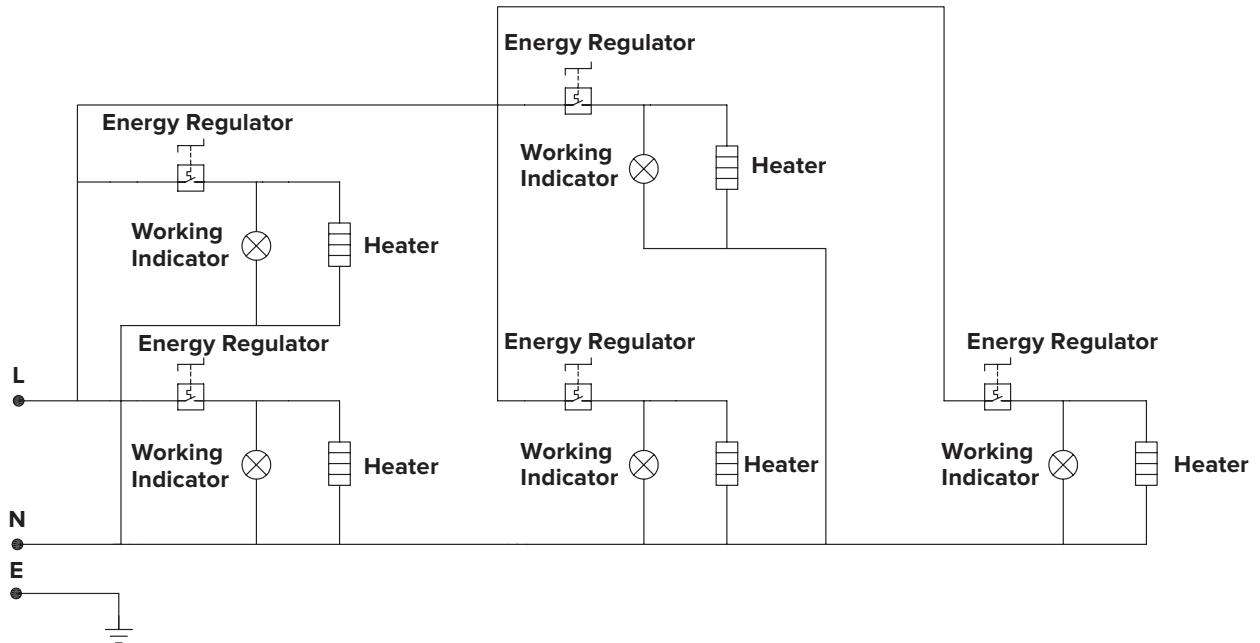 Energy Regulator
Energy Regulator
Working
Indicator
Heater
Working
Indicator
Heater
Energy Regulator
Energy Regulator
Energy Regulator
L
Working
Indicator
Heater
Working
Indicator
Heater
Working
Indicator
Heater
N
E